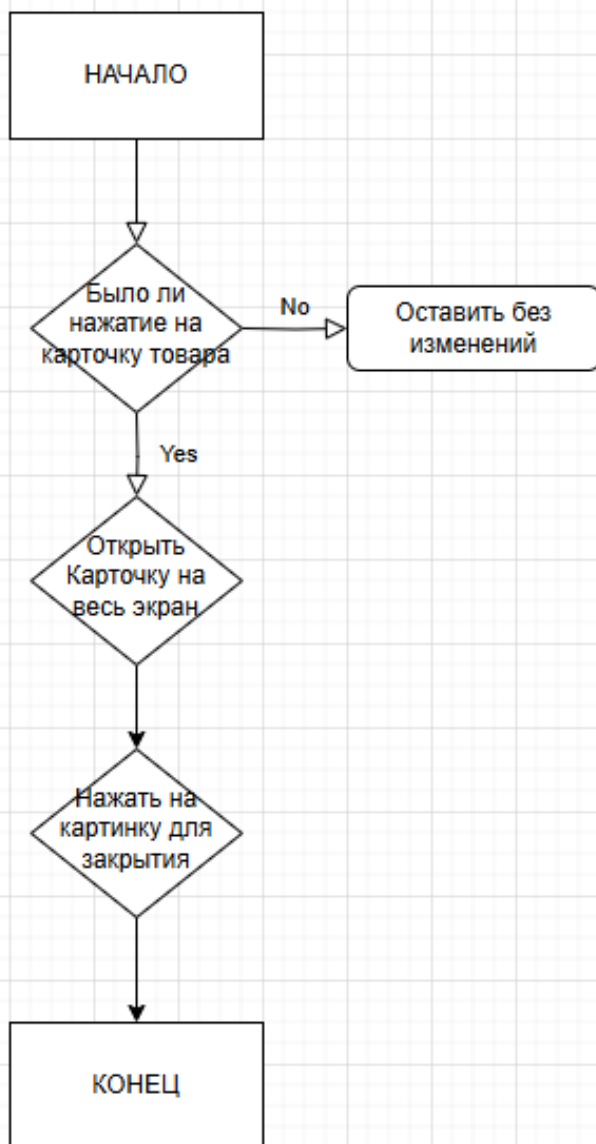 НАЧАЛО
Было ли
нажатие на
карточку товара
No
Оставить без
изменений
Yes
Открыть
Карточку на
весь экран
Нажать на
картинку для
закрытия
КОНЕЦ